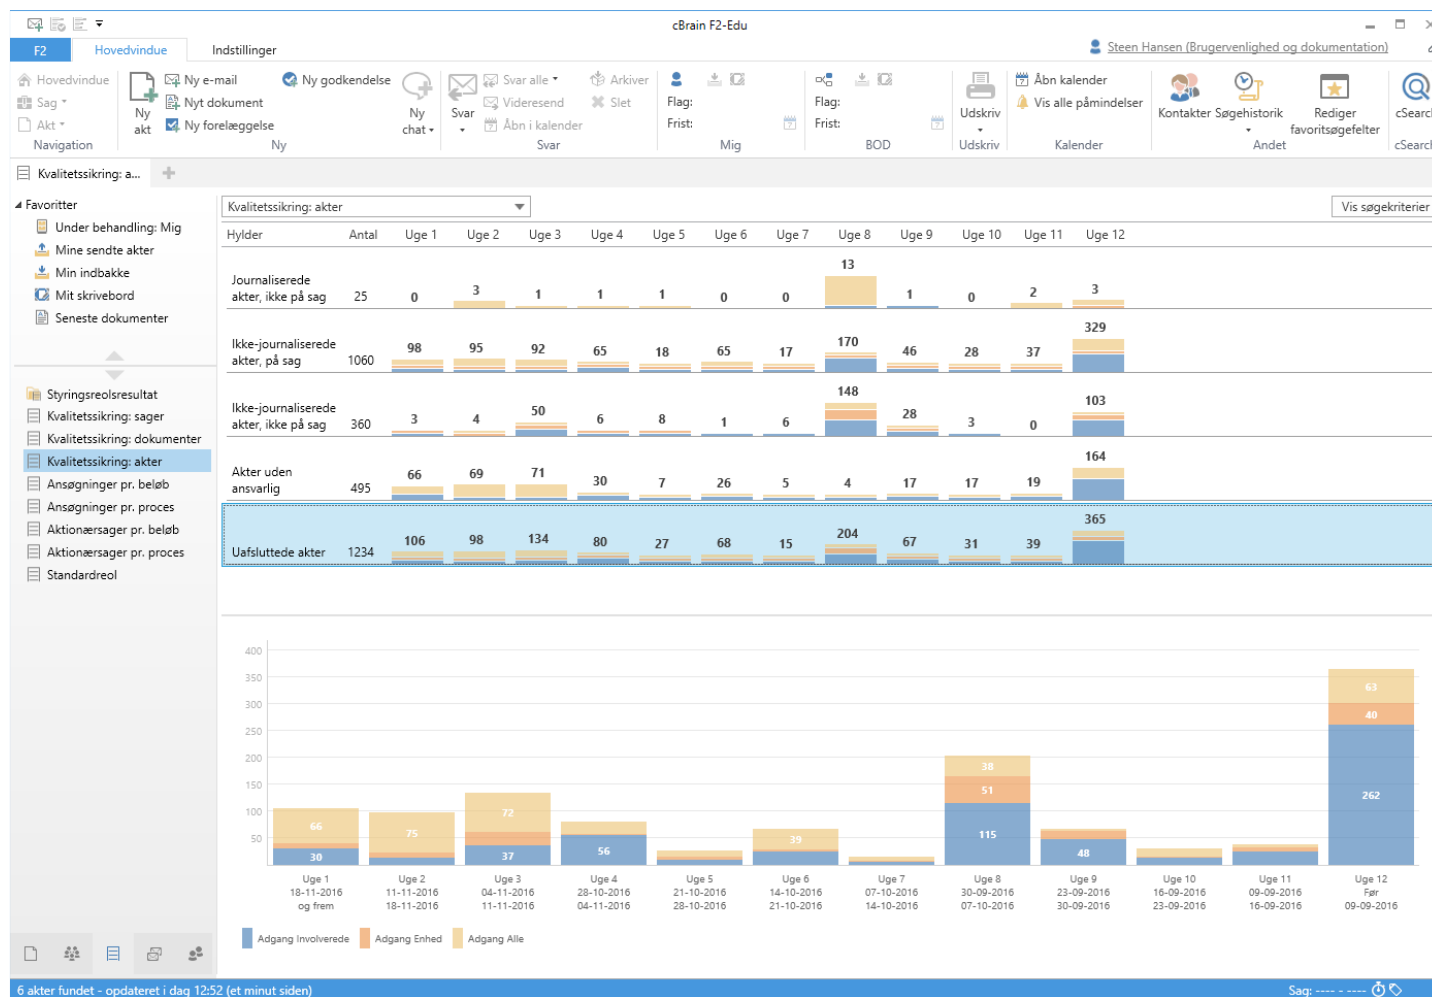 cBrain F2-Edu
F2 Hovedvindue Indstillinger
Steen Hansen (Brugervenlighed og dokumentation)
Hovedvindue
Sag
Akt
Navigation
Ny akt
Ny e-mail
Nyt dokument
Ny forelæggelse
Ny godkendelse
Ny chat
Ny
Svar
Svar alle
Videresend
Åbn i kalender
Arkiver
Slet
Svar
Flag:
Frist:
Mig
Flag:
Frist:
BOD
Udskriv
Udskriv
Åbn kalender
Vis alle påmindelser
Kalender
Kontakter
Søgehistorik
Rediger favoritsøgefelter
Andet
cSearch
cSearch
Kvalitetssikring: a...
Favoritter
Under behandling: Mig
Mine sendte akter
Min indbakke
Mit skrivebord
Seneste dokumenter
Styringsreolsresultat
Kvalitetssikring: sager
Kvalitetssikring: dokumenter
Kvalitetssikring: akter
Ansøgninger pr. beløb
Ansøgninger pr. proces
Aktionærsager pr. beløb
Aktionærsager pr. proces
Standardreol
Kvalitetssikring: akter
Vis søgekriterier
Hylder Antal Uge 1 Uge 2 Uge 3 Uge 4 Uge 5 Uge 6 Uge 7 Uge 8 Uge 9 Uge 10 Uge 11 Uge 12
Journaliserede akter, ikke på sag 25 0 3 1 1 1 0 0 13 1 0 2 3
Ikke-journaliserede akter, på sag 1060 98 95 92 65 18 65 17 170 46 28 37 329
Ikke-journaliserede akter, ikke på sag 360 3 4 50 6 8 1 6 148 28 3 0 103
Akter uden ansvarlig 495 66 69 71 30 7 26 5 4 17 17 19 164
Uafsluttede akter 1234 106 98 134 80 27 68 15 204 67 31 39 365
400
350
300
250
200
150
100
50
66 30
75
72 37
56
39
38 51 115
48
63 40 262
Uge 1 Uge 2 Uge 3 Uge 4 Uge 5 Uge 6 Uge 7 Uge 8 Uge 9 Uge 10 Uge 11 Uge 12
18-11-2016 11-11-2016 04-11-2016 28-10-2016 21-10-2016 14-10-2016 07-10-2016 30-09-2016 23-09-2016 16-09-2016 09-09-2016 Før
og frem 18-11-2016 11-11-2016 04-11-2016 28-10-2016 21-10-2016 14-10-2016 07-10-2016 30-09-2016 23-09-2016 16-09-2016 09-09-2016
Adgang Involverede Adgang Enhed Adgang Alle
6 akter fundet - opdateret i dag 12:52 (et minut siden)
Sag: ---- - ----